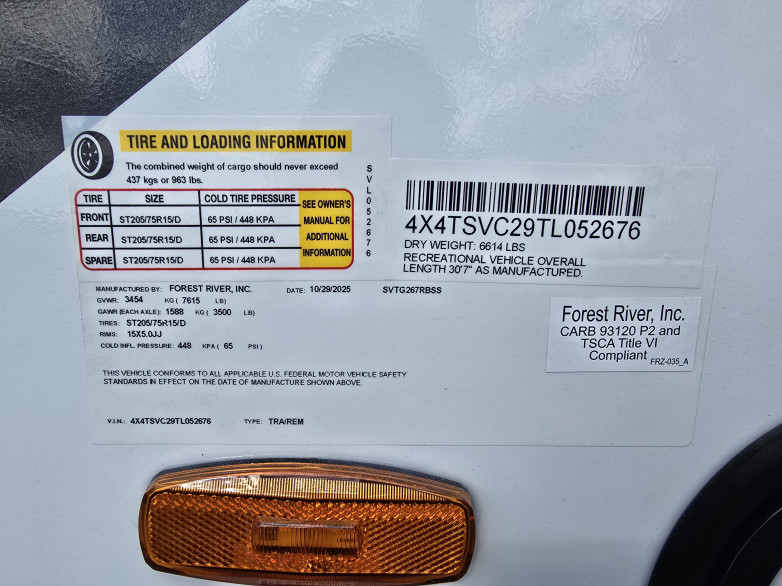 TIRE AND LOADING INFORMATION
The combined weight of cargo should never exceed
437 kgs or 963 lbs.
TIRE SIZE COLD TIRE PRESSURE SEE OWNER'S MANUAL FOR ADDITIONAL INFORMATION
FRONT ST205/75R15/D 65 PSI / 448 KPA
REAR ST205/75R15/D 65 PSI / 448 KPA
SPARE ST205/75R15/D 65 PSI / 448 KPA
SVL052676
4X4TSVC29TL052676
DRY WEIGHT: 6614 LBS
RECREATIONAL VEHICLE OVERALL
LENGTH 30'7" AS MANUFACTURED.
MANUFACTURED BY: FOREST RIVER, INC. DATE: 10/29/2025 SVTG267RBSS
GVWR: 3454 KG ( 7615 LB)
GAWR (EACH AXLE): 1588 KG ( 3500 LB)
TIRES: ST205/75R15/D
RIMS: 15X5.0JJ
COLD INFL. PRESSURE: 448 KPA ( 65 PSI )
THIS VEHICLE CONFORMS TO ALL APPLICABLE U.S. FEDERAL MOTOR VEHICLE SAFETY
STANDARDS IN EFFECT ON THE DATE OF MANUFACTURE SHOWN ABOVE.
V.I.N.: 4X4TSVC29TL052676 TYPE: TRA/REM
Forest River, Inc.
CARB 93120 P2 and
TSCA Title VI
Compliant FRZ-035_A